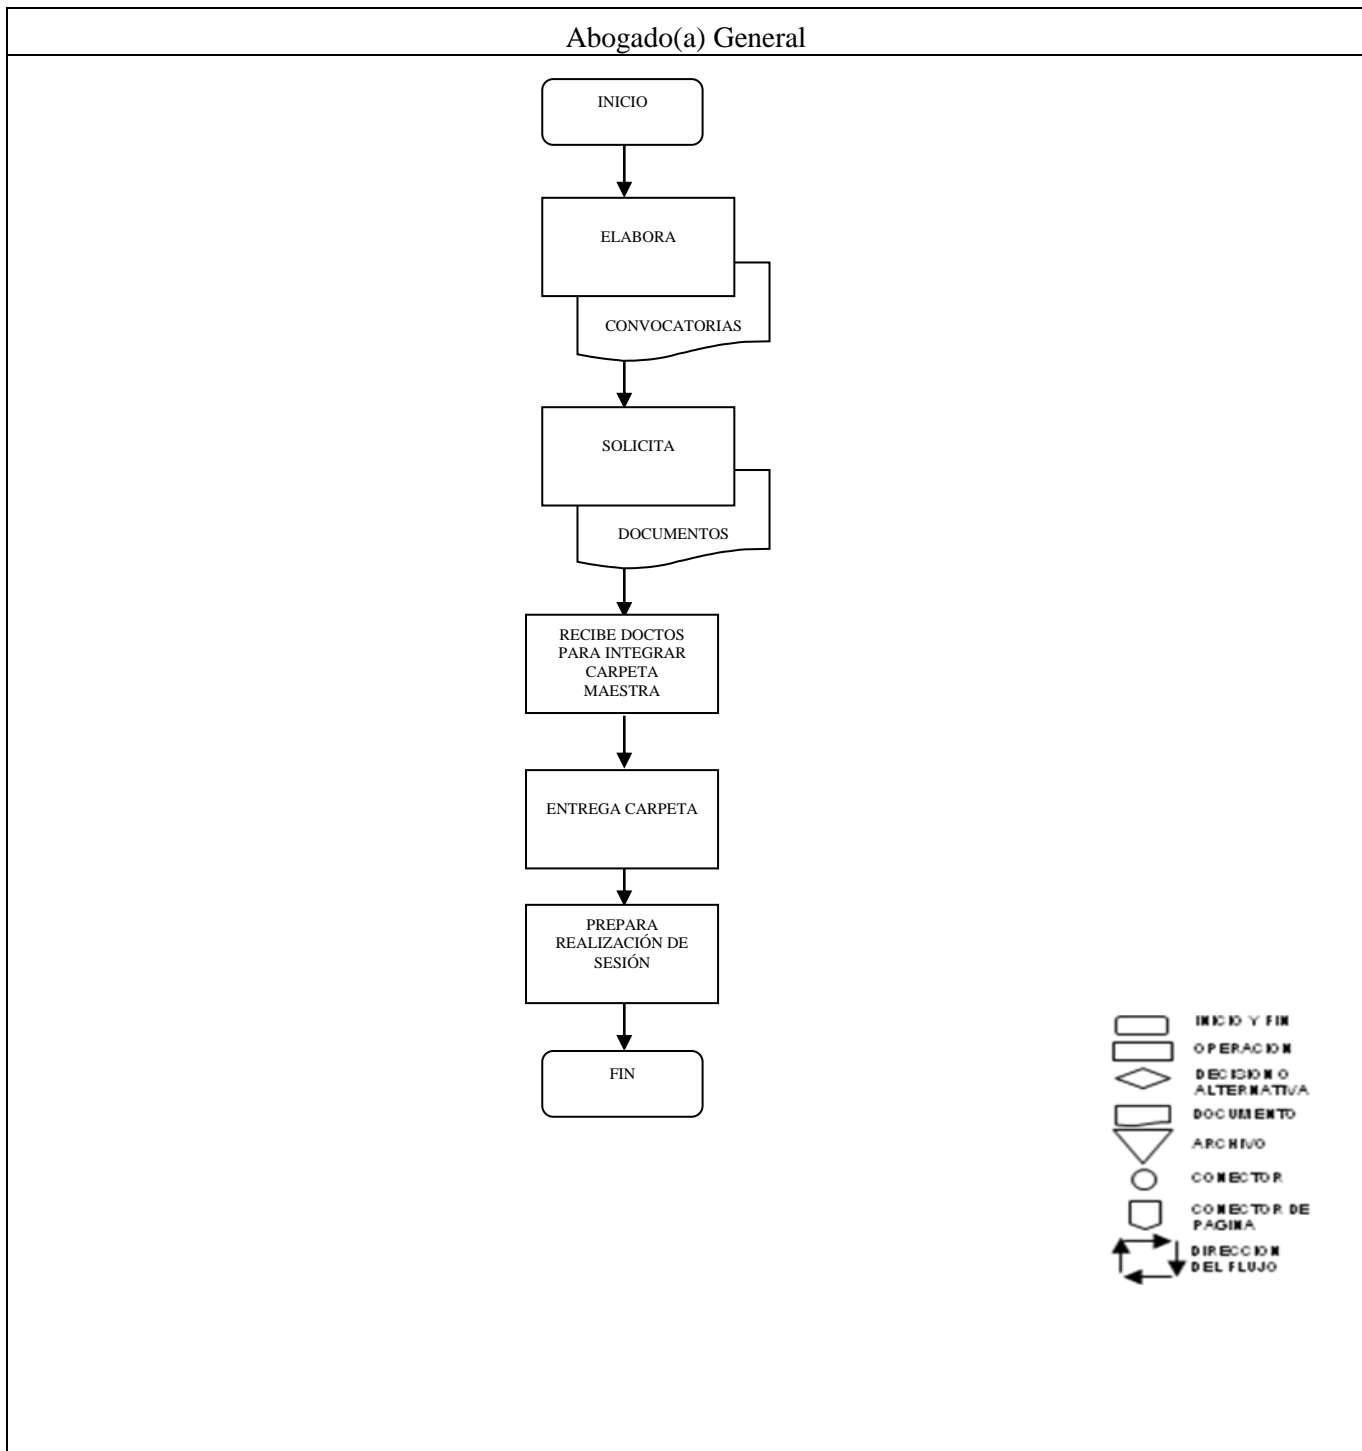 Abogado(a) General
INICIO
ELABORA
CONVOCATORIAS
SOLICITA
DOCUMENTOS
RECIBE DOCTOS
PARA INTEGRAR
CARPETA
MAESTRA
ENTREGA CARPETA
PREPARA
REALIZACIÓN DE
SESIÓN
FIN
INICIO Y FIN
OPERACION
DECISION O
ALTERNATIVA
DOCUMENTO
ARCHIVO
CONECTOR
CONECTOR DE
PAGINA
DIRECCION
DEL FLUJO